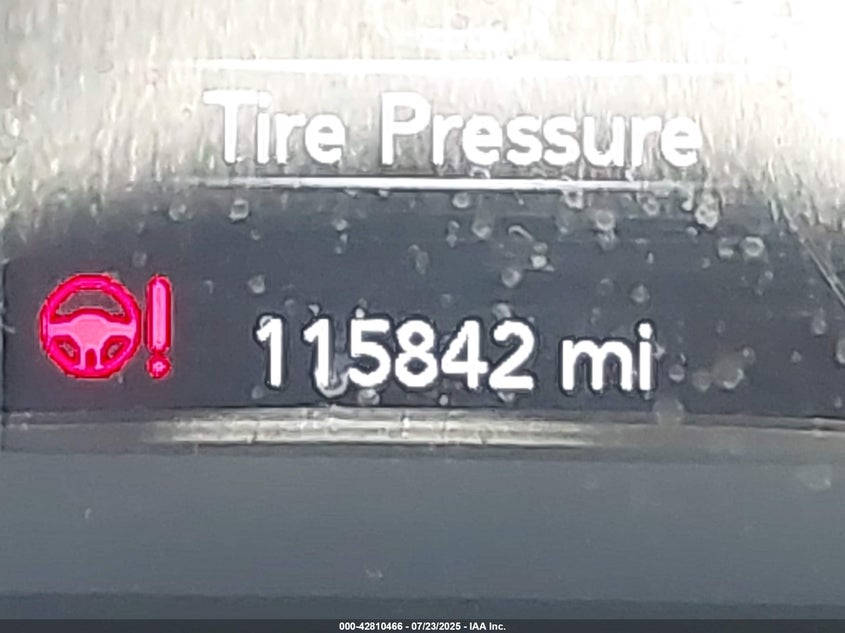 Tire Pressure
115842 mi
000-42810466 - 07/23/2025 - IAA Inc.